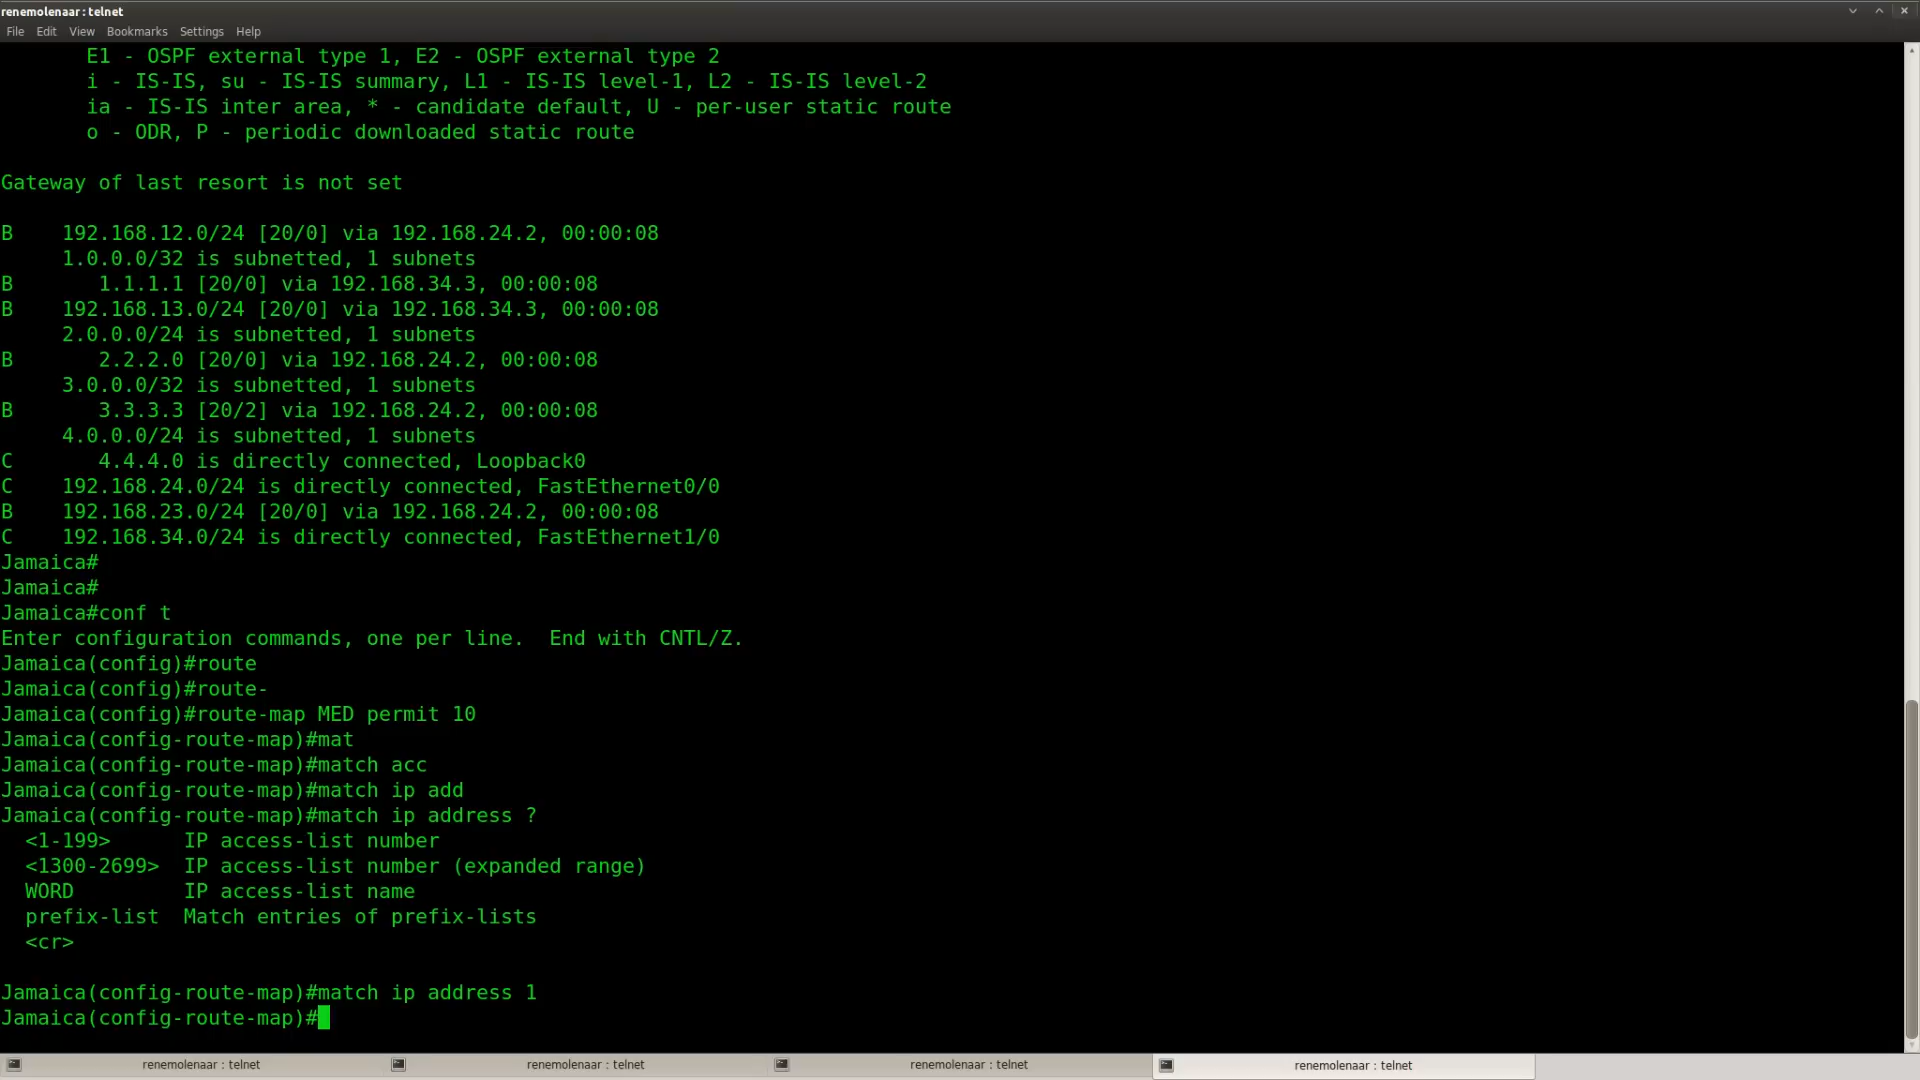 renemolenaar : telnet
File Edit View Bookmarks Settings Help
       E1 - OSPF external type 1, E2 - OSPF external type 2
       i - IS-IS, su - IS-IS summary, L1 - IS-IS level-1, L2 - IS-IS level-2
       ia - IS-IS inter area, * - candidate default, U - per-user static route
       o - ODR, P - periodic downloaded static route
Gateway of last resort is not set
B    192.168.12.0/24 [20/0] via 192.168.24.2, 00:00:08
     1.0.0.0/32 is subnetted, 1 subnets
B       1.1.1.1 [20/0] via 192.168.34.3, 00:00:08
B    192.168.13.0/24 [20/0] via 192.168.34.3, 00:00:08
     2.0.0.0/24 is subnetted, 1 subnets
B       2.2.2.0 [20/0] via 192.168.24.2, 00:00:08
     3.0.0.0/32 is subnetted, 1 subnets
B       3.3.3.3 [20/2] via 192.168.24.2, 00:00:08
     4.0.0.0/24 is subnetted, 1 subnets
C       4.4.4.0 is directly connected, Loopback0
C    192.168.24.0/24 is directly connected, FastEthernet0/0
B    192.168.23.0/24 [20/0] via 192.168.24.2, 00:00:08
C    192.168.34.0/24 is directly connected, FastEthernet1/0
Jamaica#
Jamaica#
Jamaica#conf t
Enter configuration commands, one per line.  End with CNTL/Z.
Jamaica(config)#route
Jamaica(config)#route-
Jamaica(config)#route-map MED permit 10
Jamaica(config-route-map)#mat
Jamaica(config-route-map)#match acc
Jamaica(config-route-map)#match ip add
Jamaica(config-route-map)#match ip address ?
  <1-199>      IP access-list number
  <1300-2699>  IP access-list number (expanded range)
  WORD         IP access-list name
  prefix-list  Match entries of prefix-lists
  <cr>
Jamaica(config-route-map)#match ip address 1
Jamaica(config-route-map)#
renemolenaar : telnet renemolenaar : telnet renemolenaar : telnet renemolenaar : telnet